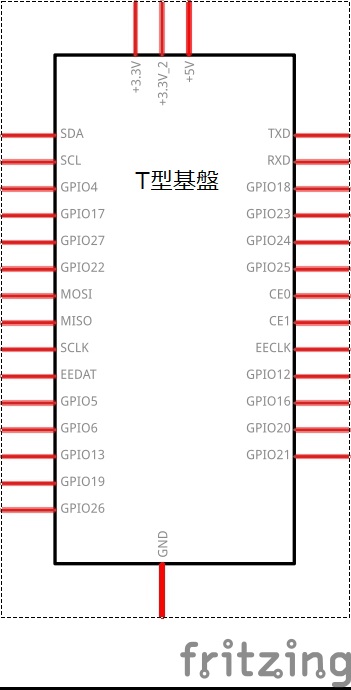 +3.3V
+3.3V_2
+5V
T型基盤
SDA
TXD
SCL
RXD
GPIO4
GPIO18
GPIO17
GPIO23
GPIO27
GPIO24
GPIO22
GPIO25
MOSI
CE0
MISO
CE1
SCLK
EECLK
EEDAT
GPIO12
GPIO5
GPIO16
GPIO6
GPIO20
GPIO13
GPIO21
GPIO19
GPIO26
GND
fritzing